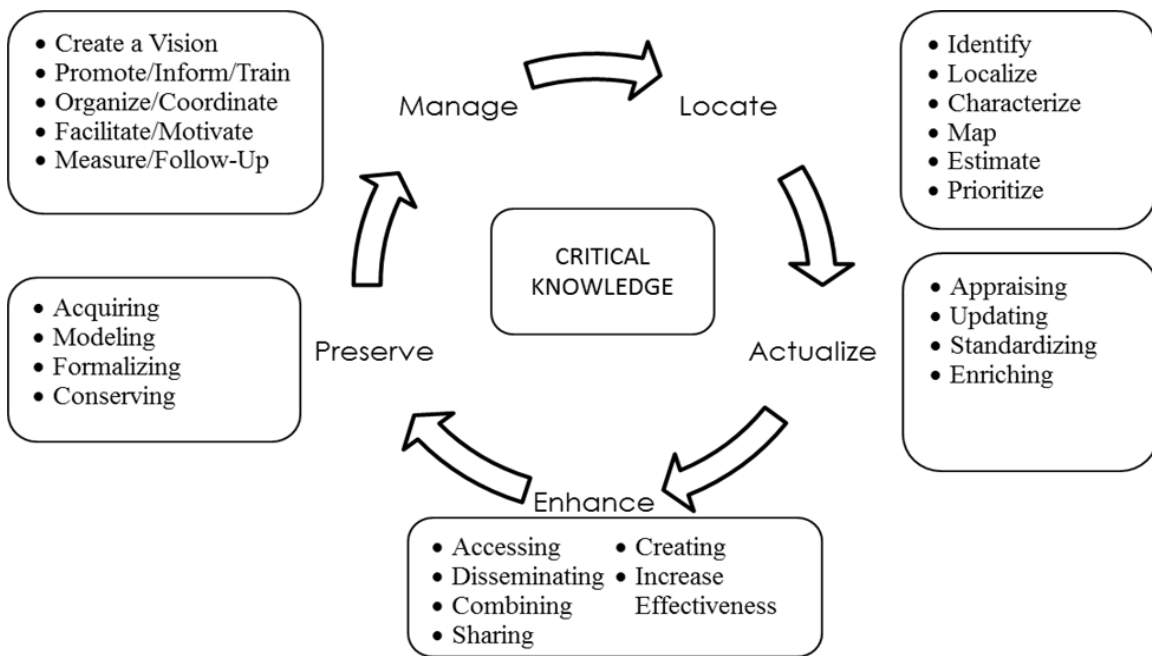 • Create a Vision
• Promote/Inform/Train
• Organize/Coordinate
• Facilitate/Motivate
• Measure/Follow-Up
Manage
Locate
• Identify
• Localize
• Characterize
• Map
• Estimate
• Prioritize
CRITICAL
KNOWLEDGE
• Acquiring
• Modeling
• Formalizing
• Conserving
Preserve
Actualize
• Appraising
• Updating
• Standardizing
• Enriching
Enhance
• Accessing
• Disseminating
• Combining
• Sharing
• Creating
• Increase
Effectiveness